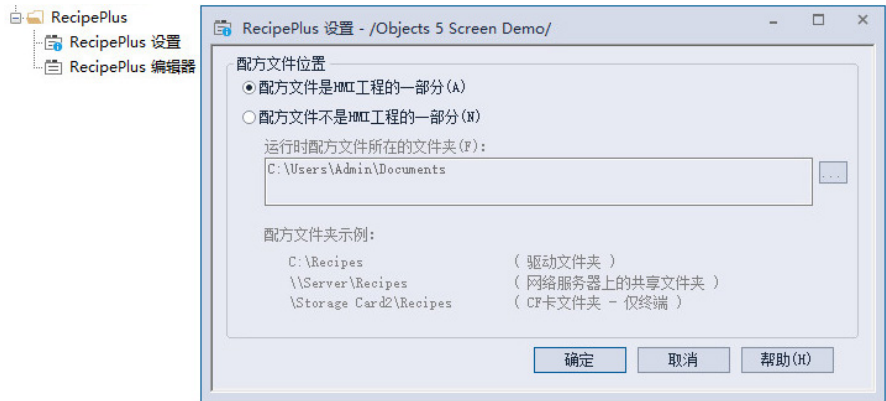 RecipePlus
RecipePlus 设置
RecipePlus 编辑器
RecipePlus 设置 - /Objects 5 Screen Demo/
配方文件位置
配方文件是HMI工程的一部分(A)
配方文件不是HMI工程的一部分(N)
运行时配方文件所在的文件夹(F):
C:\Users\Admin\Documents
...
配方文件夹示例:
C:\Recipes ( 驱动文件夹 )
\\Server\Recipes ( 网络服务器上的共享文件夹 )
\Storage Card2\Recipes ( CF卡文件夹 - 仅终端 )
确定 取消 帮助(H)